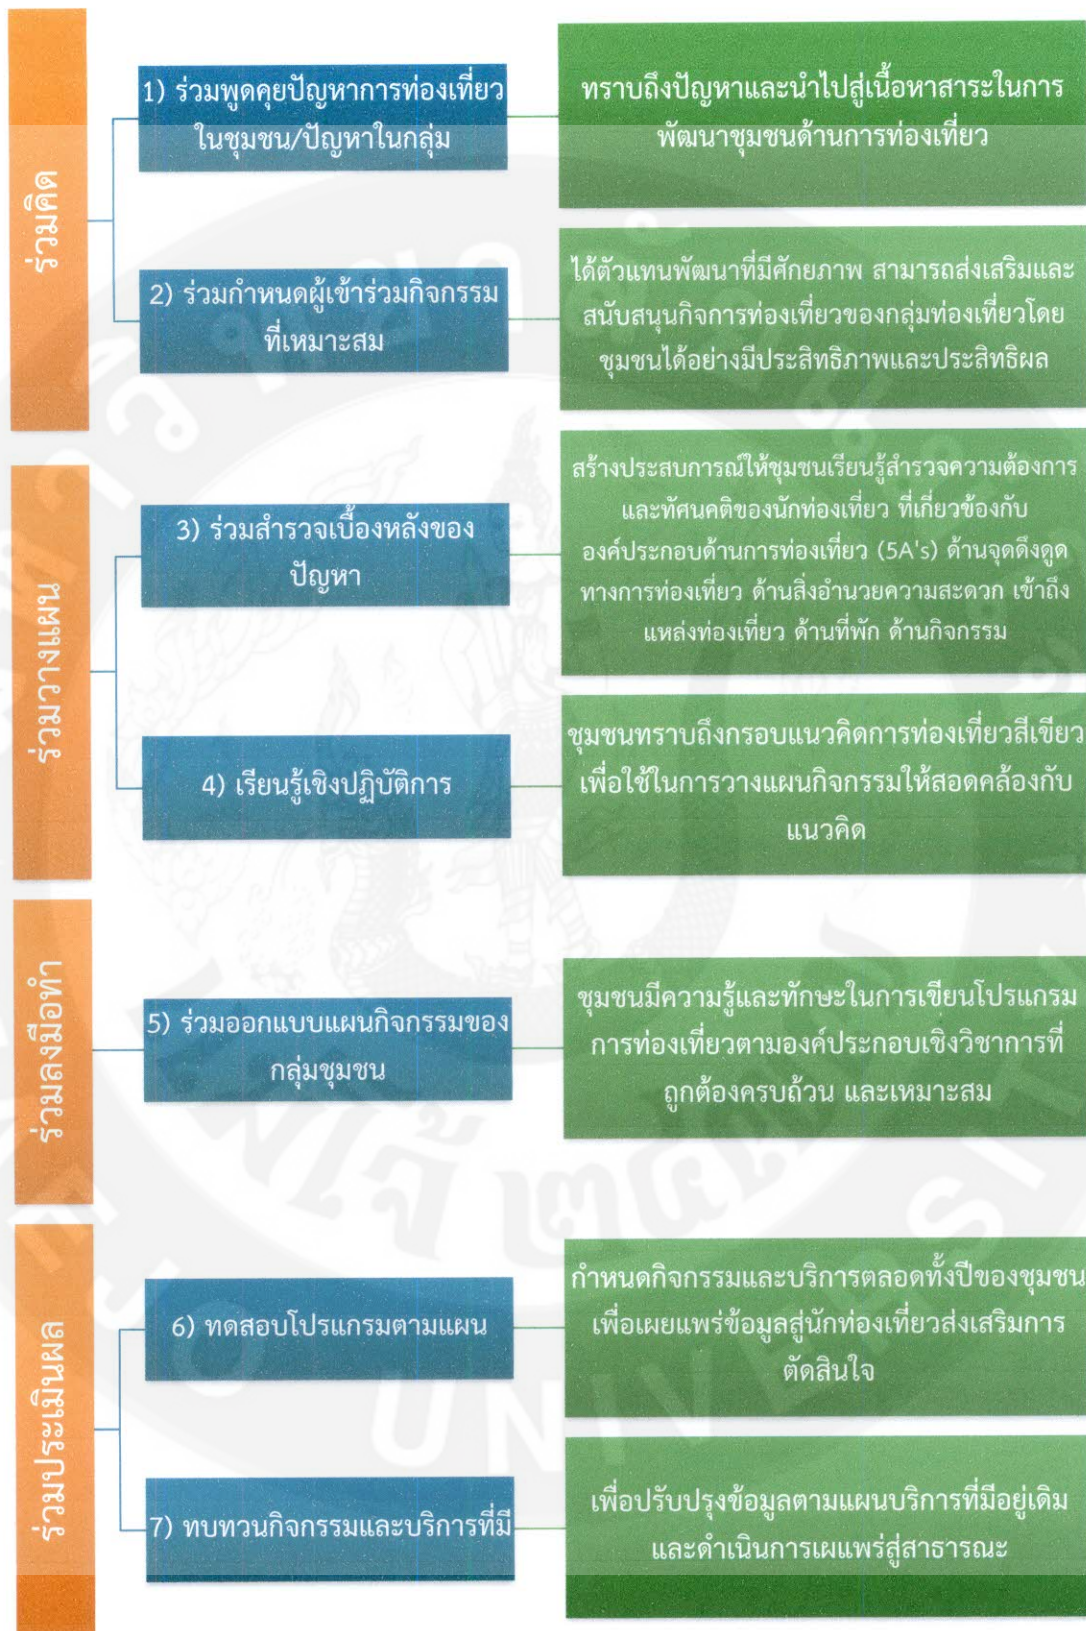 ร่วมคิด
1) ร่วมพูดคุยปัญหาการท่องเที่ยว
ในชุมชน/ปัญหาในกลุ่ม
ทราบถึงปัญหาและนำไปสู่เนื้อหาสาระในการ
พัฒนาชุมชนด้านการท่องเที่ยว
2) ร่วมกำหนดผู้เข้าร่วมกิจกรรม
ที่เหมาะสม
ได้ตัวแทนพัฒนาที่มีศักยภาพ สามารถส่งเสริมและ
สนับสนุนกิจการท่องเที่ยวของกลุ่มท่องเที่ยวโดย
ชุมชนได้อย่างมีประสิทธิภาพและประสิทธิผล
ร่วมวางแผน
3) ร่วมสำรวจเบื้องหลังของ
ปัญหา
สร้างประสบการณ์ให้ชุมชนเรียนรู้สำรวจความต้องการ
และทัศนคติของนักท่องเที่ยว ที่เกี่ยวข้องกับ
องค์ประกอบด้านการท่องเที่ยว (5A's) ด้านจุดดึงดูด
ทางการท่องเที่ยว ด้านสิ่งอำนวยความสะดวก เข้าถึง
แหล่งท่องเที่ยว ด้านที่พัก ด้านกิจกรรม
4) เรียนรู้เชิงปฏิบัติการ
ชุมชนทราบถึงกรอบแนวคิดการท่องเที่ยวสีเขียว
เพื่อใช้ในการวางแผนกิจกรรมให้สอดคล้องกับ
แนวคิด
ร่วมลงมือทำ
5) ร่วมออกแบบแผนกิจกรรมของ
กลุ่มชุมชน
ชุมชนมีความรู้และทักษะในการเขียนโปรแกรม
การท่องเที่ยวตามองค์ประกอบเชิงวิชาการที่
ถูกต้องครบถ้วน และเหมาะสม
ร่วมประเมินผล
6) ทดสอบโปรแกรมตามแผน
กำหนดกิจกรรมและบริการตลอดทั้งปีของชุมชน
เพื่อเผยแพร่ข้อมูลสู่นักท่องเที่ยวส่งเสริมการ
ตัดสินใจ
7) ทบทวนกิจกรรมและบริการที่มี
เพื่อปรับปรุงข้อมูลตามแผนบริการที่มีอยู่เดิม
และดำเนินการเผแพร่สู่สาธารณะ